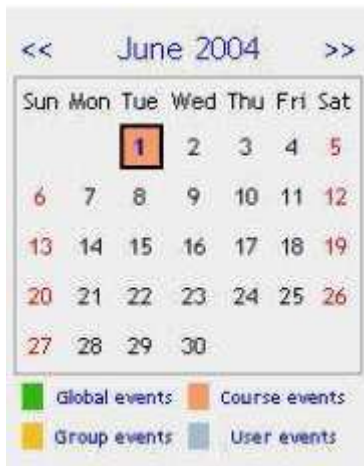 << June 2004 >>
Sun Mon Tue Wed Thu Fri Sat
1 2 3 4 5
6 7 8 9 10 11 12
13 14 15 16 17 18 19
20 21 22 23 24 25 26
27 28 29 30
Global events Course events
Group events User events